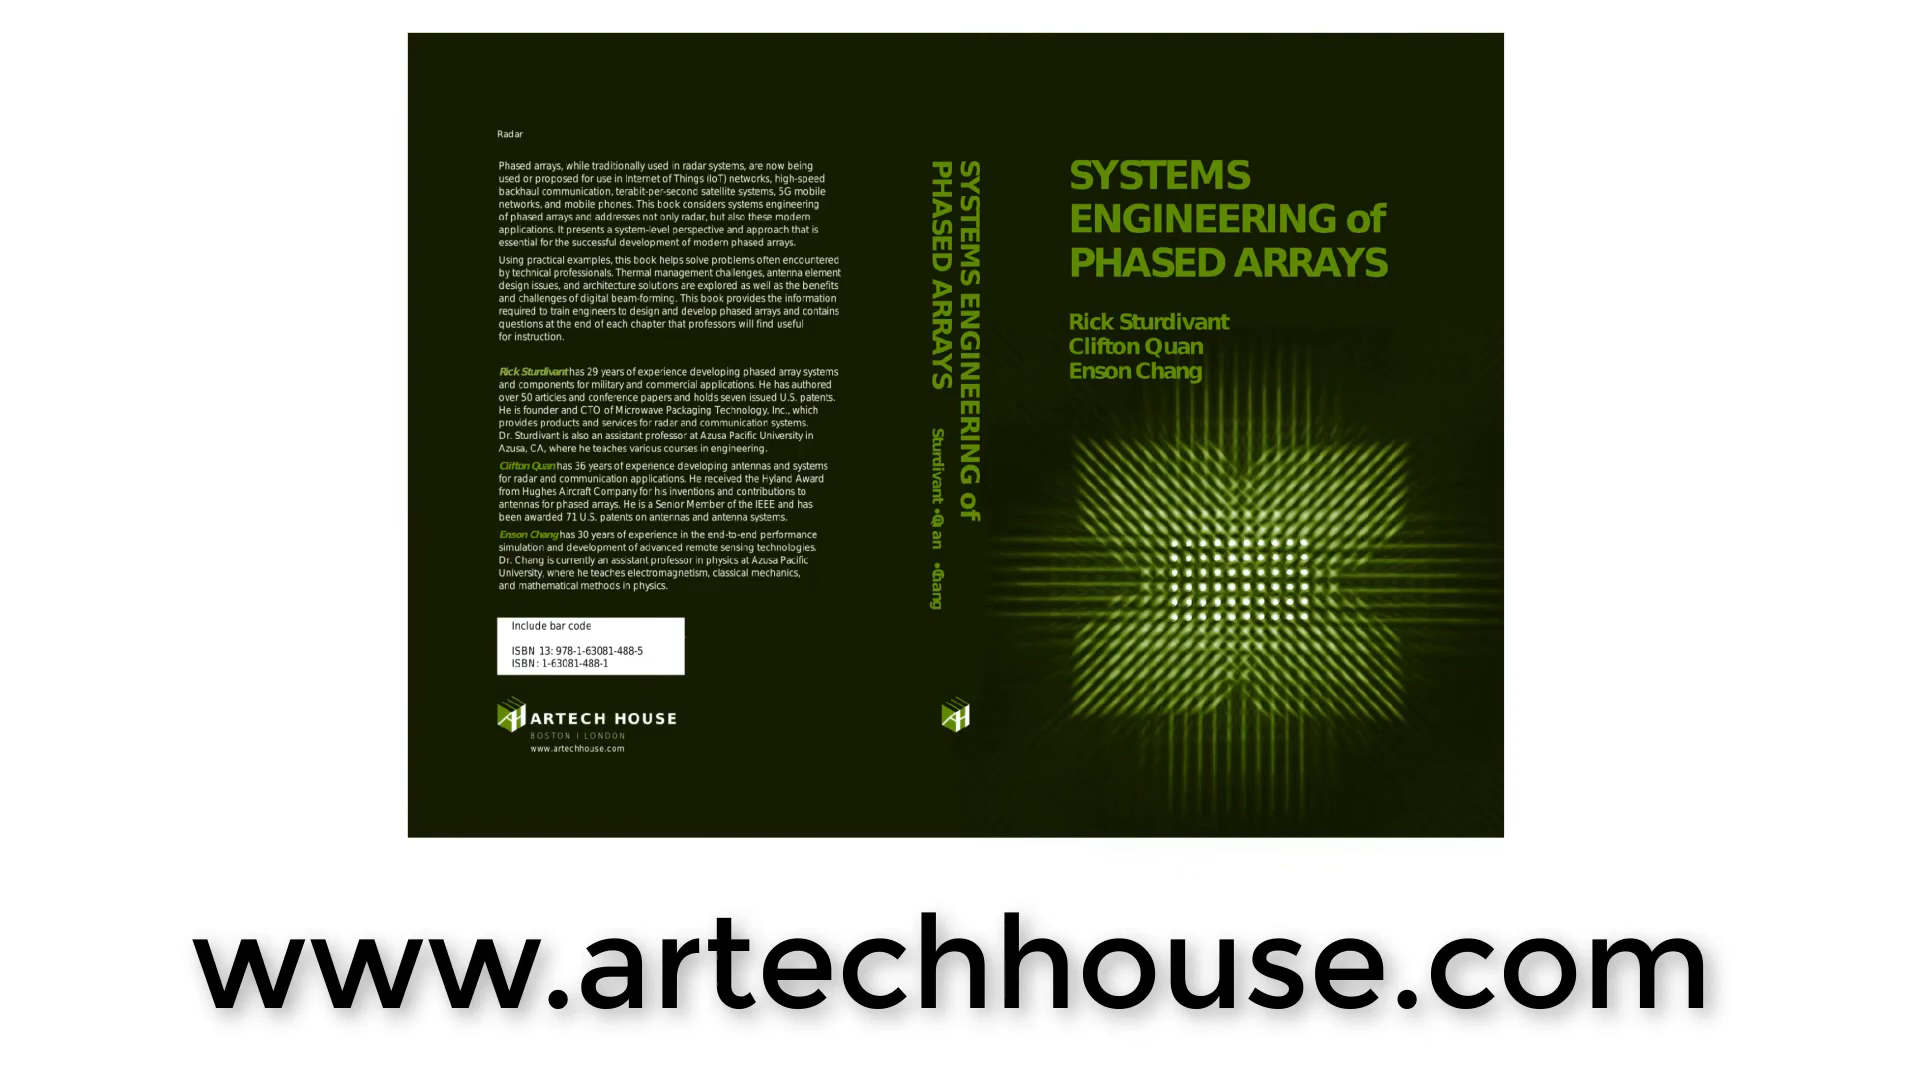 Radar
Phased arrays, while traditionally used in radar systems, are now being
used or proposed for use in Internet of Things (IoT) networks, high-speed
backhaul communication, terabit-per-second satellite systems, 5G mobile
networks, and mobile phones. This book considers systems engineering
of phased arrays and addresses not only radar, but also these modern
applications. It presents a system-level perspective and approach that is
essential for the successful development of modern phased arrays.
Using practical examples, this book helps solve problems often encountered
by technical professionals. Thermal management challenges, antenna element
design issues, and architecture solutions are explored as well as the benefits
and challenges of digital beam-forming. This book provides the information
required to train engineers to design and develop phased arrays and contains
questions at the end of each chapter that professors will find useful
for instruction.
Rick Sturdivant has 29 years of experience developing phased array systems
and components for military and commercial applications. He has authored
over 50 articles and conference papers and holds seven issued U.S. patents.
He is founder and CTO of Microwave Packaging Technology, Inc., which
provides products and services for radar and communication systems.
Dr. Sturdivant is also an assistant professor at Azusa Pacific University in
Azusa, CA, where he teaches various courses in engineering.
Clifton Quan has 36 years of experience developing antennas and systems
for radar and communication applications. He received the Hyland Award
from Hughes Aircraft Company for his inventions and contributions to
antennas for phased arrays. He is a Senior Member of the IEEE and has
been awarded 71 U.S. patents on antennas and antenna systems.
Enson Chang has 30 years of experience in the end-to-end performance
simulation and development of advanced remote sensing technologies.
Dr. Chang is currently an assistant professor in physics at Azusa Pacific
University, where he teaches electromagnetism, classical mechanics,
and mathematical methods in physics.
Include bar code
ISBN 13: 978-1-63081-488-5
ISBN: 1-63081-488-1
ARTECH HOUSE
BOSTON | LONDON
www.artechhouse.com
SYSTEMS ENGINEERING of
PHASED ARRAYS
Sturdivant • Quan • Chang
SYSTEMS
ENGINEERING of
PHASED ARRAYS
Rick Sturdivant
Clifton Quan
Enson Chang
www.artechhouse.com